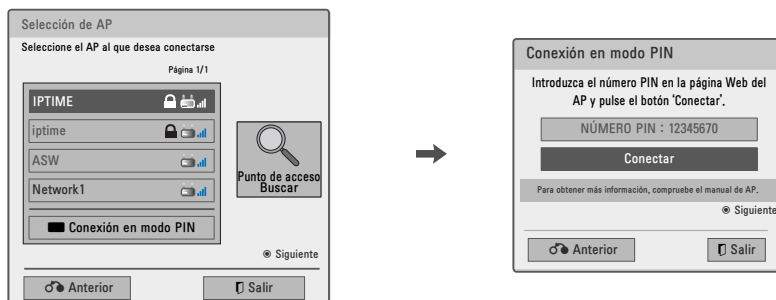 Selección de AP
Seleccione el AP al que desea conectarse
Página 1/1
IPTIME
iptime
ASW
Network1
Conexión en modo PIN
Punto de acceso
Buscar
◉ Siguiente
Anterior
Salir
Conexión en modo PIN
Introduzca el número PIN en la página Web del
AP y pulse el botón 'Conectar'.
NÚMERO PIN : 12345670
Conectar
Para obtener más información, compruebe el manual de AP.
◉ Siguiente
Anterior
Salir